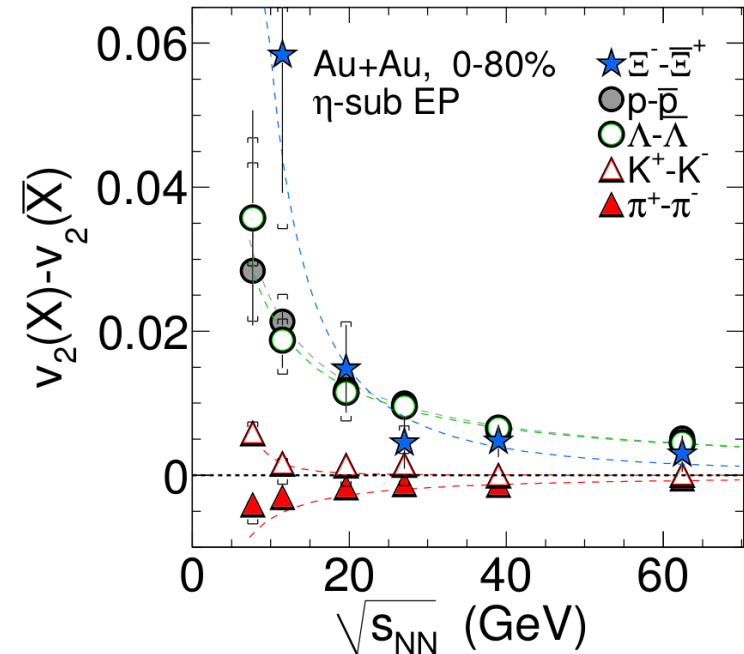 0.06
0.04
0.02
0
v₂(X)-v₂(X̅)
Au+Au, 0-80%
η-sub EP
Ξ⁻-Ξ̅⁺
p-p̅
Λ-Λ̅
K⁺-K⁻
π⁺-π⁻
0 20 40 60
√s_NN (GeV)